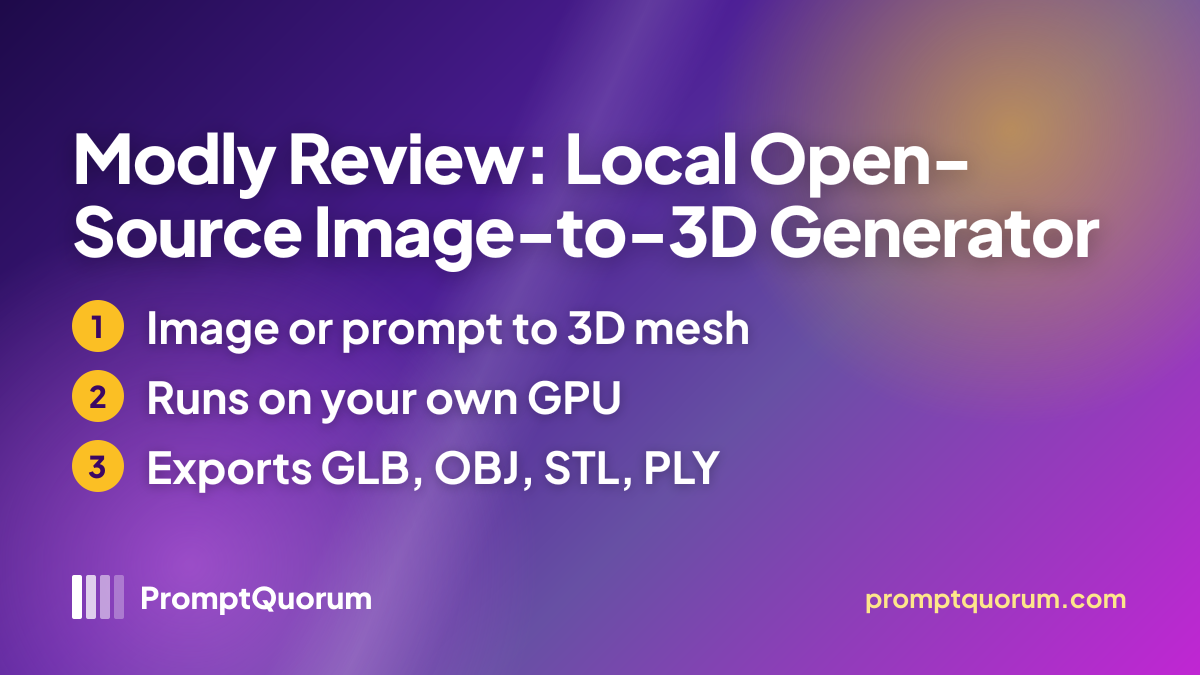 Modly Review: Local Open-
Source Image-to-3D Generator
1 Image or prompt to 3D mesh
2 Runs on your own GPU
3 Exports GLB, OBJ, STL, PLY
PromptQuorum
promptquorum.com